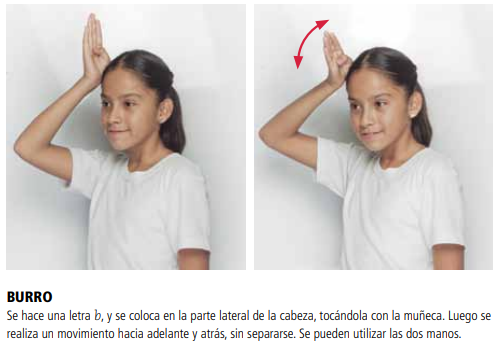 BURRO
Se hace una letra b, y se coloca en la parte lateral de la cabeza, tocándola con la muñeca. Luego se
realiza un movimiento hacia adelante y atrás, sin separarse. Se pueden utilizar las dos manos.